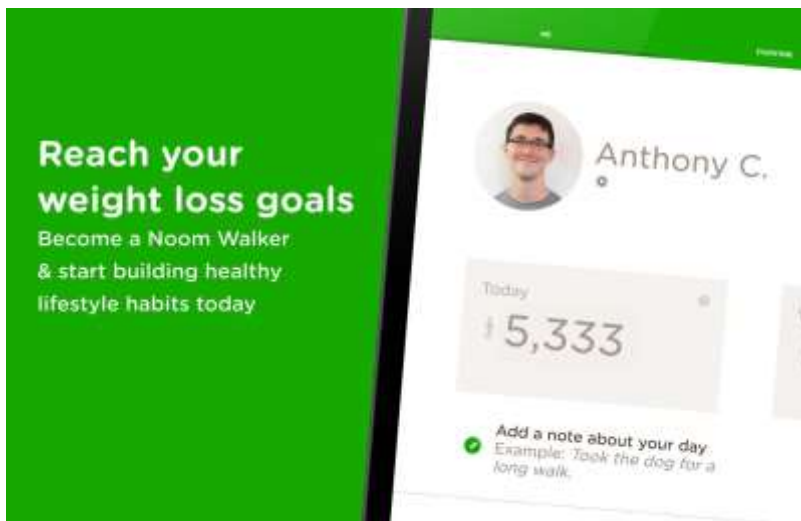 Reach your
weight loss goals
Become a Noom Walker
& start building healthy
lifestyle habits today
Anthony C.
Today
5,333
Add a note about your day
Example: Took the dog for a
long walk.